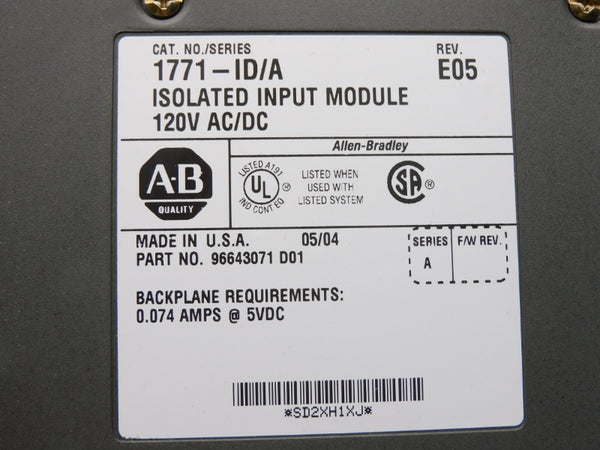 CAT. NO./SERIES
REV.
1771-ID/A
E05
ISOLATED INPUT MODULE
120V AC/DC
Allen-Bradley
A-B
QUALITY
LISTED A191
UL
®
IND CONT EQ
LISTED WHEN
USED WITH
LISTED SYSTEM
SA
®
MADE IN U.S.A. 05/04
PART NO. 96643071 D01
SERIES
F/W REV.
A
BACKPLANE REQUIREMENTS:
0.074 AMPS @ 5VDC
*SD2XH1XJ*